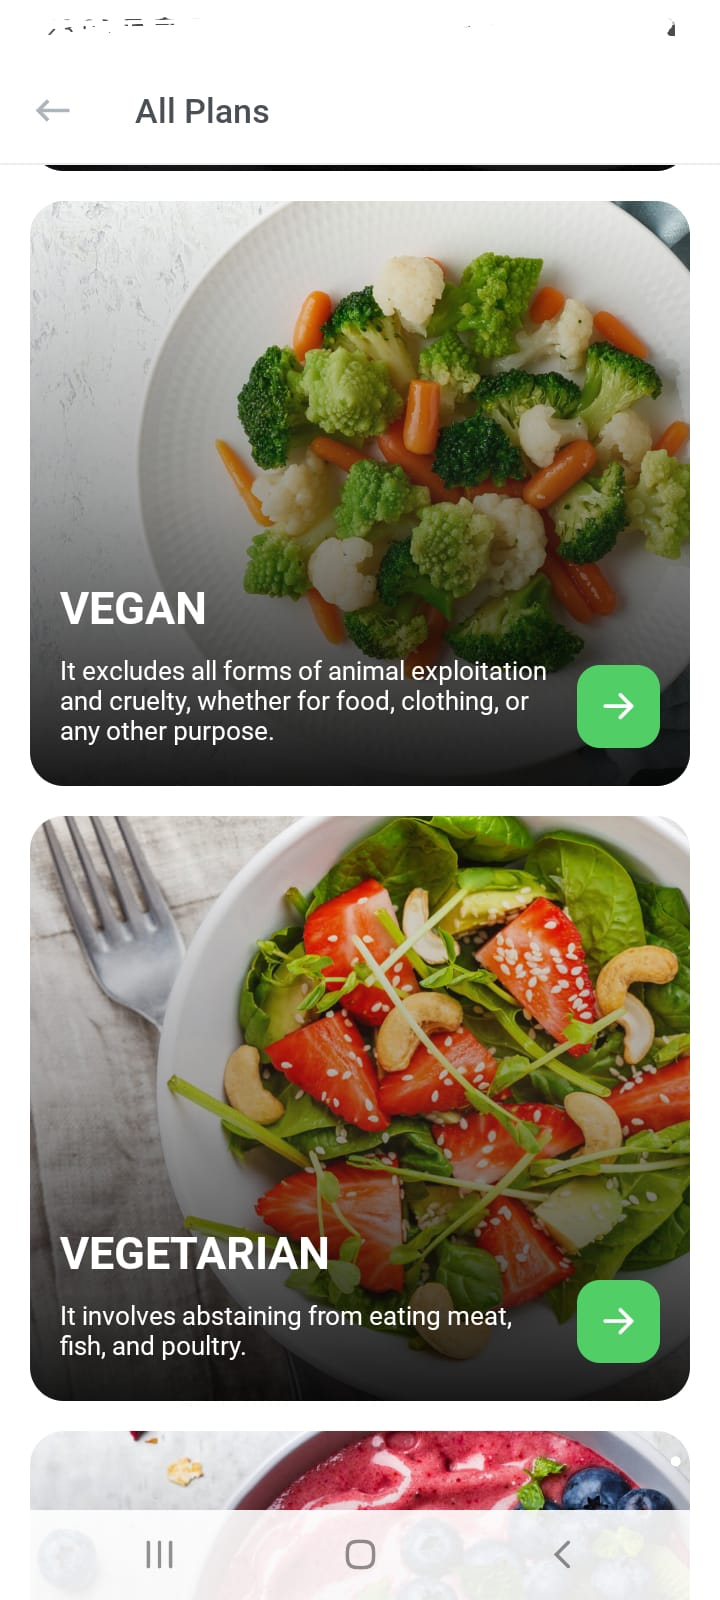 All Plans
VEGAN
It excludes all forms of animal exploitation
and cruelty, whether for food, clothing, or
any other purpose.
VEGETARIAN
It involves abstaining from eating meat,
fish, and poultry.